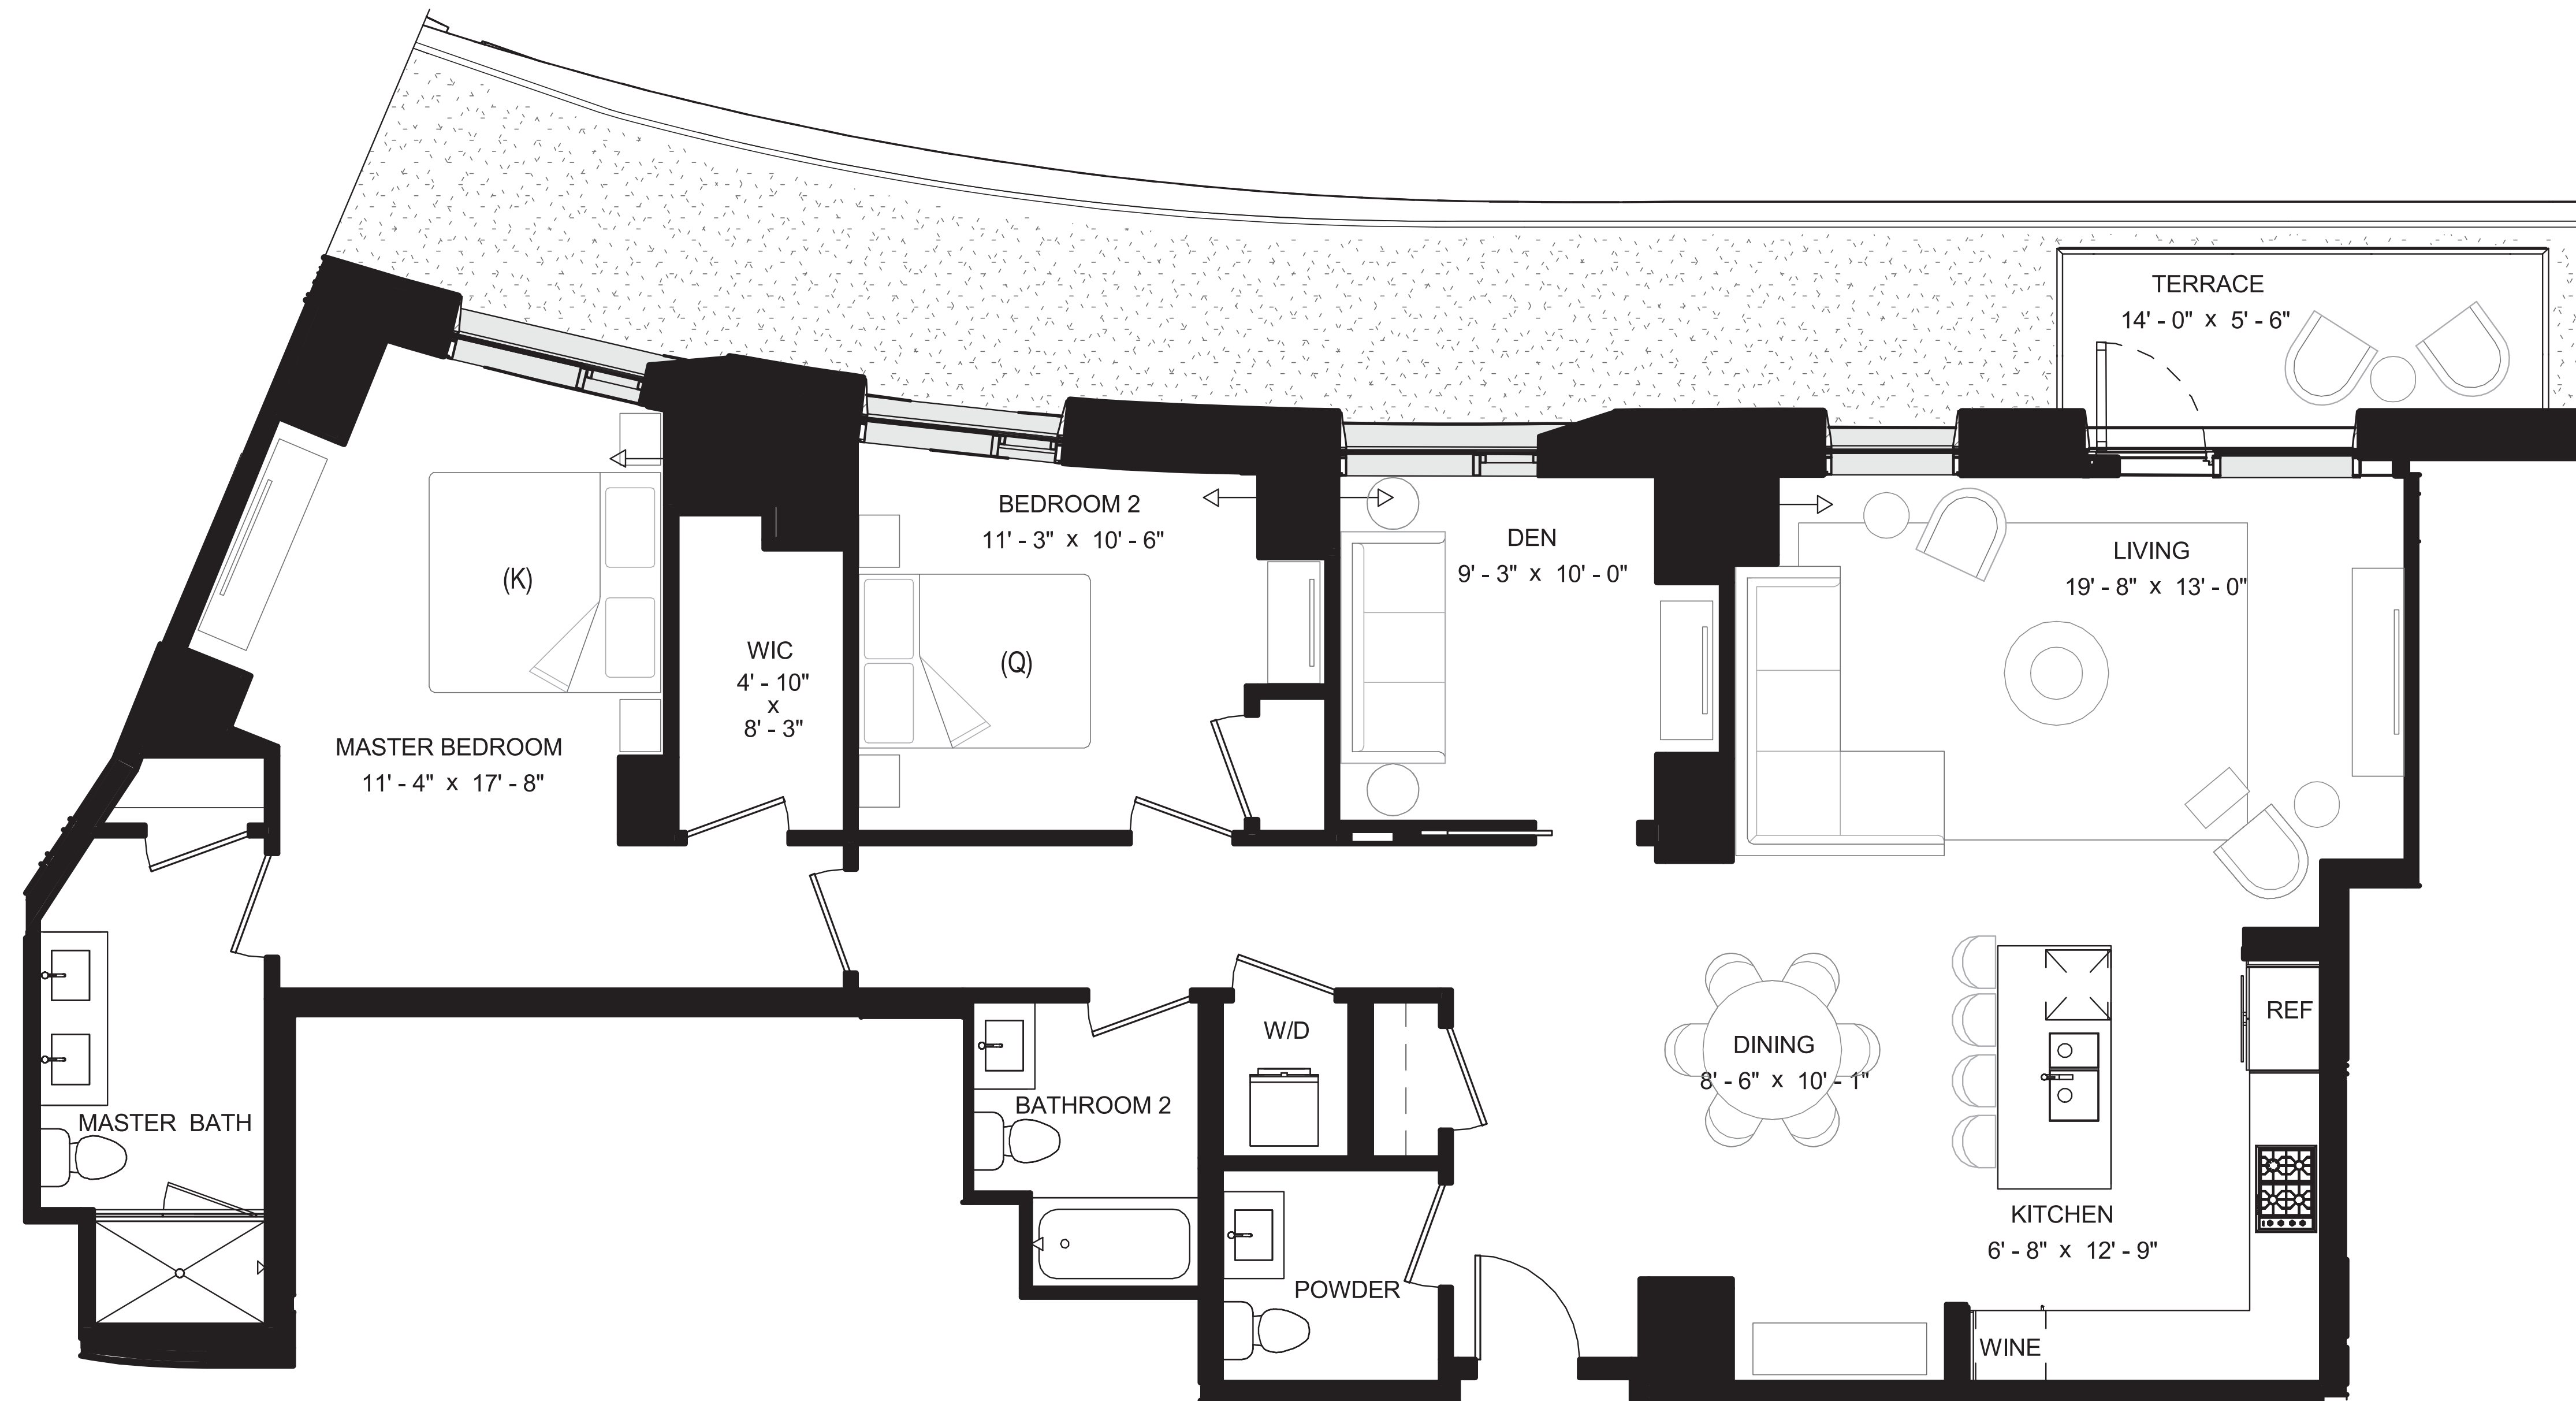 TERRACE
14' - 0" x 5' - 6"
BEDROOM 2
11' - 3" x 10' - 6"
DEN
9' - 3" x 10' - 0"
LIVING
19' - 8" x 13' - 0"
(K)
(Q)
WIC
4' - 10"
x
8' - 3"
MASTER BEDROOM
11' - 4" x 17' - 8"
REF
W/D
DINING
8' - 6" x 10' - 1"
BATHROOM 2
MASTER BATH
KITCHEN
6' - 8" x 12' - 9"
POWDER
WINE